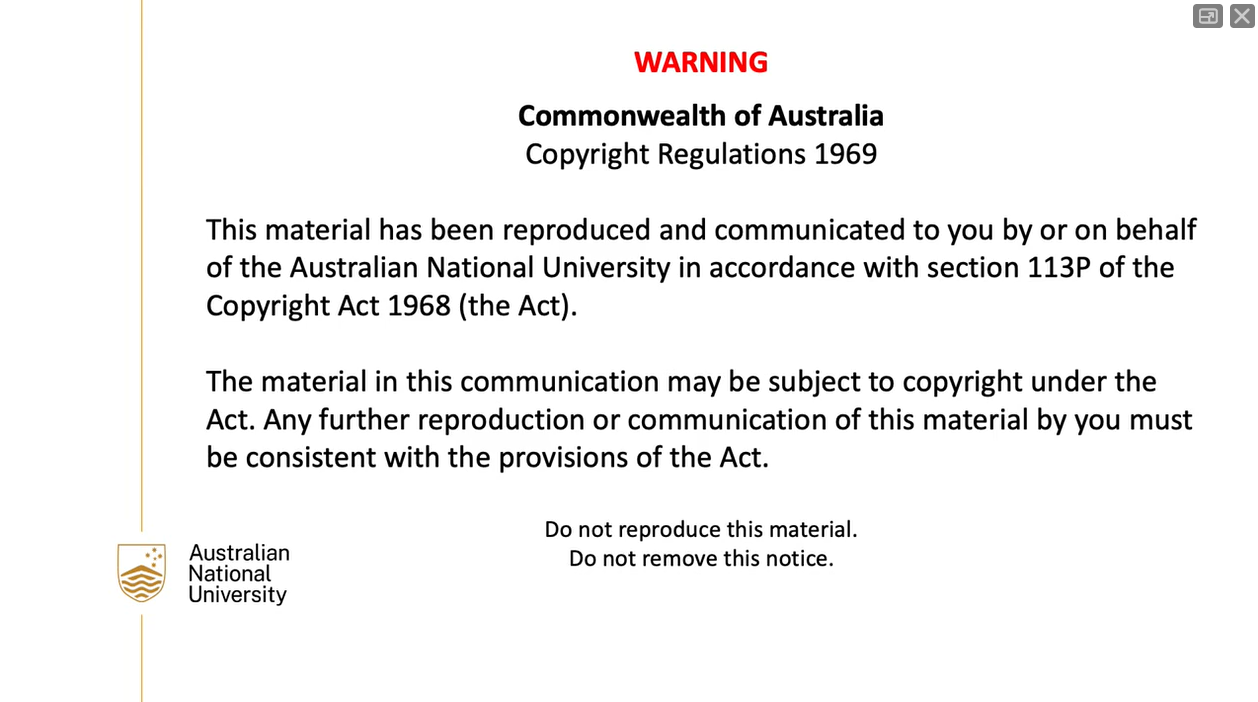 WARNING
Commonwealth of Australia
Copyright Regulations 1969
This material has been reproduced and communicated to you by or on behalf
of the Australian National University in accordance with section 113P of the
Copyright Act 1968 (the Act).
The material in this communication may be subject to copyright under the
Act. Any further reproduction or communication of this material by you must
be consistent with the provisions of the Act.
Do not reproduce this material.
Do not remove this notice.
Australian
National
University